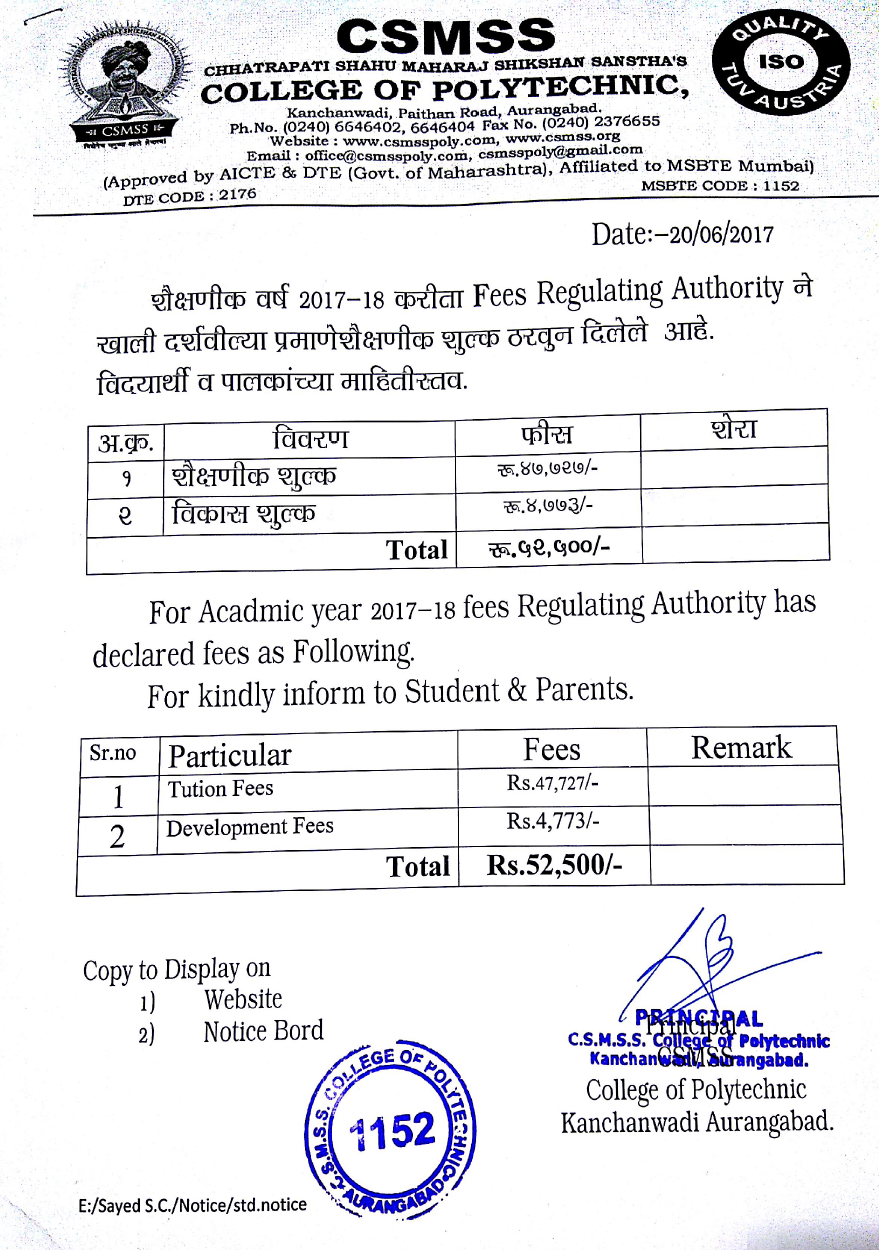 CSMSS
CHHATRAPATI SHAHU MAHARAJ SHIKSHAN SANSTHA'S
COLLEGE OF POLYTECHNIC,
Kanchanwadi, Paithan Road, Aurangabad.
Ph.No. (0240) 6646402, 6646404 Fax No. (0240) 2376655
Website : www.csmsspoly.com, www.csmss.org
Email : office@csmsspoly.com, csmsspoly@gmail.com
(Approved by AICTE & DTE (Govt. of Maharashtra), Affiliated to MSBTE Mumbai)
DTE CODE : 2176 MSBTE CODE : 1152
CSMSS
QUALITY
ISO
TUV AUSTRIA
Date:-20/06/2017
शैक्षणीक वर्ष 2017-18 करीता Fees Regulating Authority ने
खाली दर्शवील्या प्रमाणेशैक्षणीक शुल्क ठरवुन दिलेले आहे.
विदयार्थी व पालकांच्या माहितीस्तव.
अ.क्र. विवरण फीस शेरा
१ शैक्षणीक शुल्क रू.४७,७२७/-
२ विकास शुल्क रू.४,७७३/-
Total रू.५२,५००/-
For Acadmic year 2017-18 fees Regulating Authority has
declared fees as Following.
For kindly inform to Student & Parents.
Sr.no Particular Fees Remark
1 Tution Fees Rs.47,727/-
2 Development Fees Rs.4,773/-
Total Rs.52,500/-
Copy to Display on
1) Website
2) Notice Bord
PRINCIPAL
C.S.M.S.S. College of Polytechnic
Kanchanwadi, Aurangabad.
Principal
CSMSS
College of Polytechnic
Kanchanwadi Aurangabad.
C.S.M.S.S. COLLEGE OF POLYTECHNIC
1152
AURANGABAD
E:/Sayed S.C./Notice/std.notice